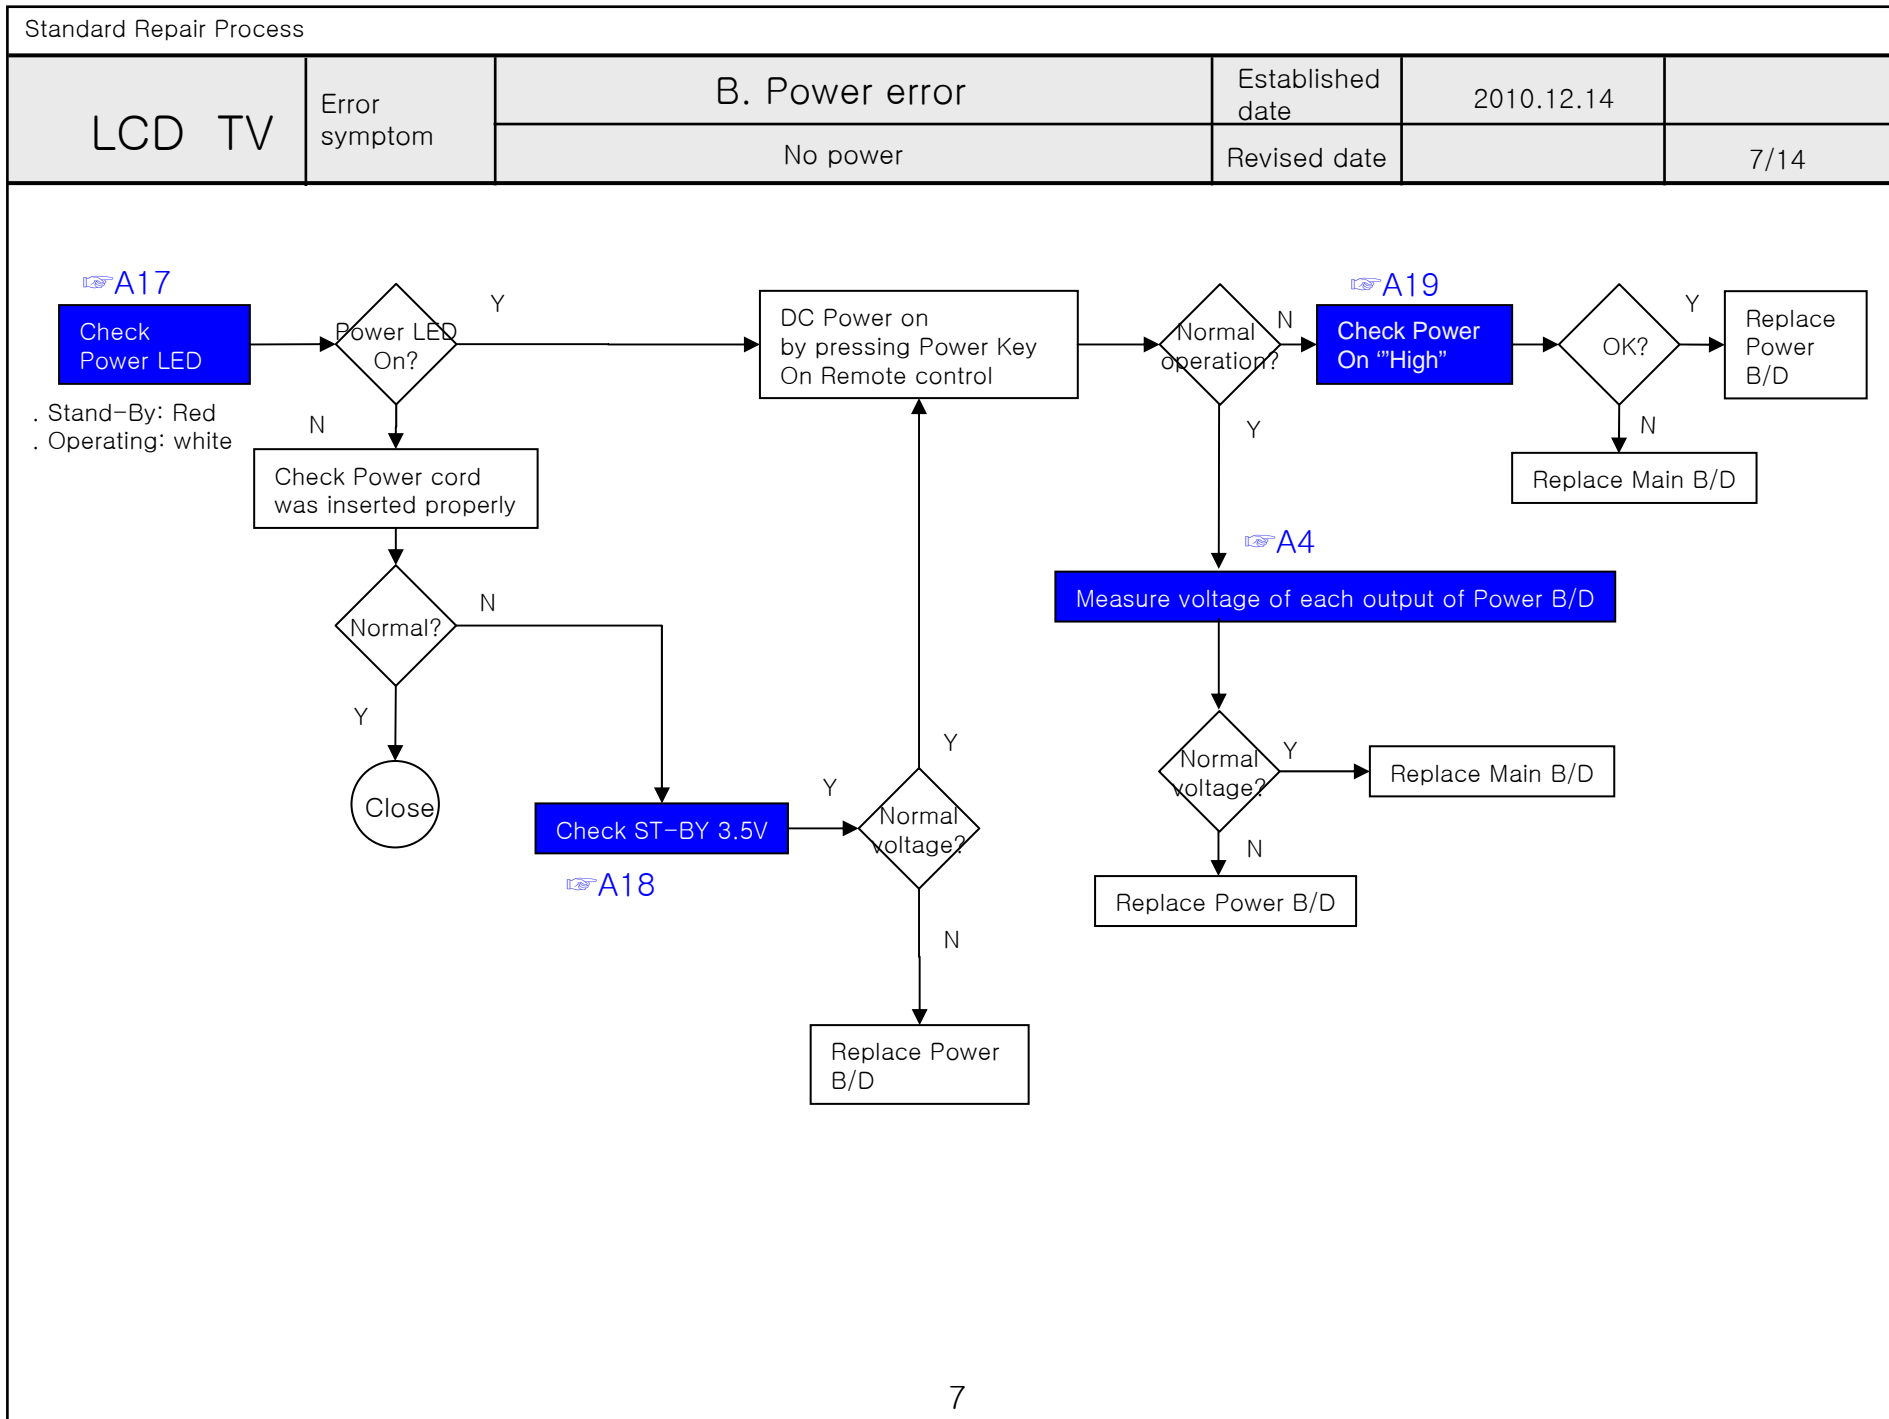 Standard Repair Process
LCD TV
Error
symptom
B. Power error
No power
Established
date
2010.12.14
Revised date
7/14
☞A17
Check
Power LED
. Stand-By: Red
. Operating: white
Power LED
On?
Y
N
Check Power cord
was inserted properly
Normal?
N
Y
Close
Check ST-BY 3.5V
☞A18
Y
Normal
voltage?
Y
N
Replace Power
B/D
DC Power on
by pressing Power Key
On Remote control
Normal
operation?
N
Y
☞A19
Check Power
On “”High”
OK?
Y
Replace
Power
B/D
N
Replace Main B/D
☞A4
Measure voltage of each output of Power B/D
Normal
voltage?
Y
Replace Main B/D
N
Replace Power B/D
7